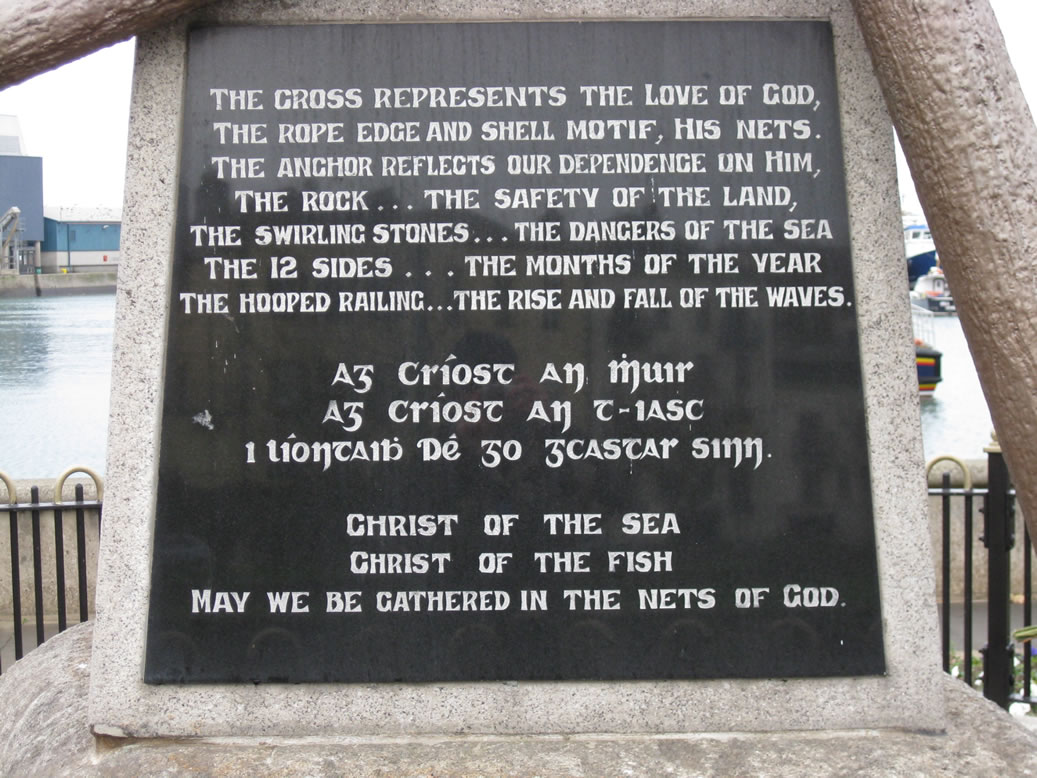 THE CROSS REPRESENTS THE LOVE OF GOD,
THE ROPE EDGE AND SHELL MOTIF, HIS NETS.
THE ANCHOR REFLECTS OUR DEPENDENCE ON HIM,
THE ROCK... THE SAFETY OF THE LAND,
THE SWIRLING STONES... THE DANGERS OF THE SEA
THE 12 SIDES ... THE MONTHS OF THE YEAR
THE HOOPED RAILING...THE RISE AND FALL OF THE WAVES.
Ag Críost an ṁuir
Ag Críost an t-iasc
i líontaiḃ Dé go gcastar sinn.
CHRIST OF THE SEA
CHRIST OF THE FISH
MAY WE BE GATHERED IN THE NETS OF GOD.